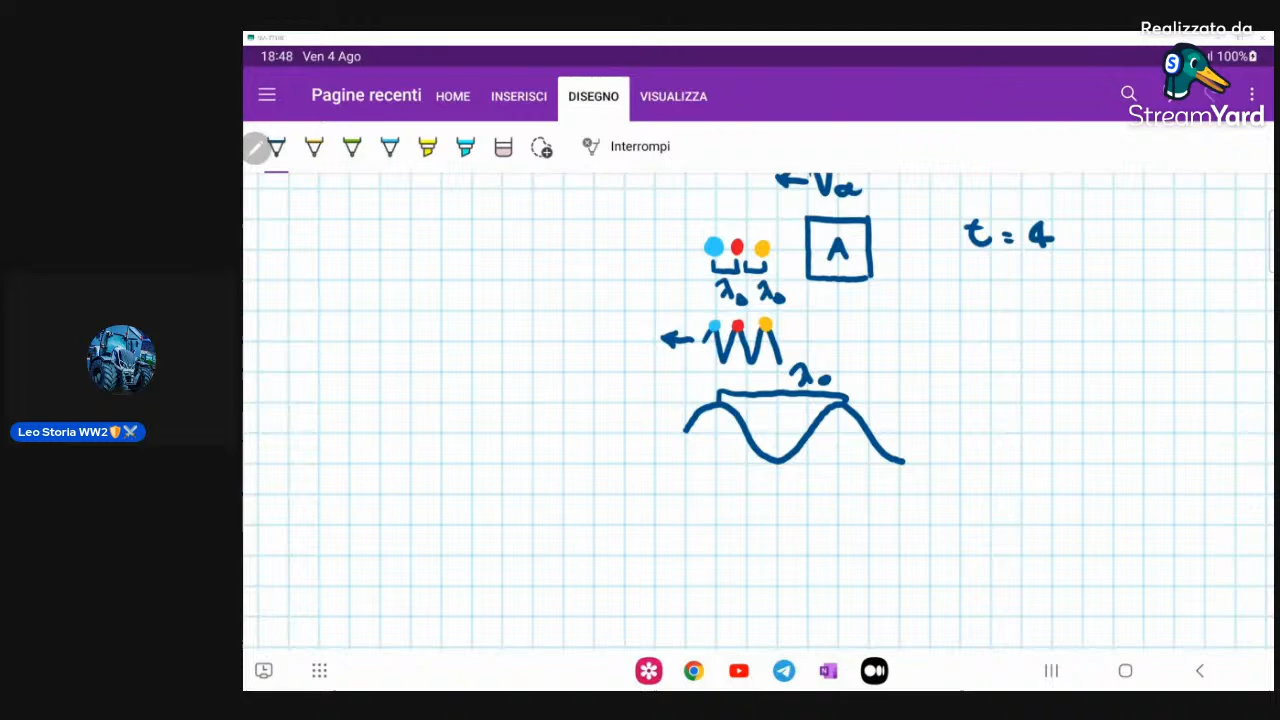 Realizzato da
StreamYard
18:48 Ven 4 Ago
100%
Pagine recenti HOME INSERISCI DISEGNO VISUALIZZA
Interrompi
← Vα
A
t = 4
λ₀ λ₀
λ₀
Leo Storia WW2